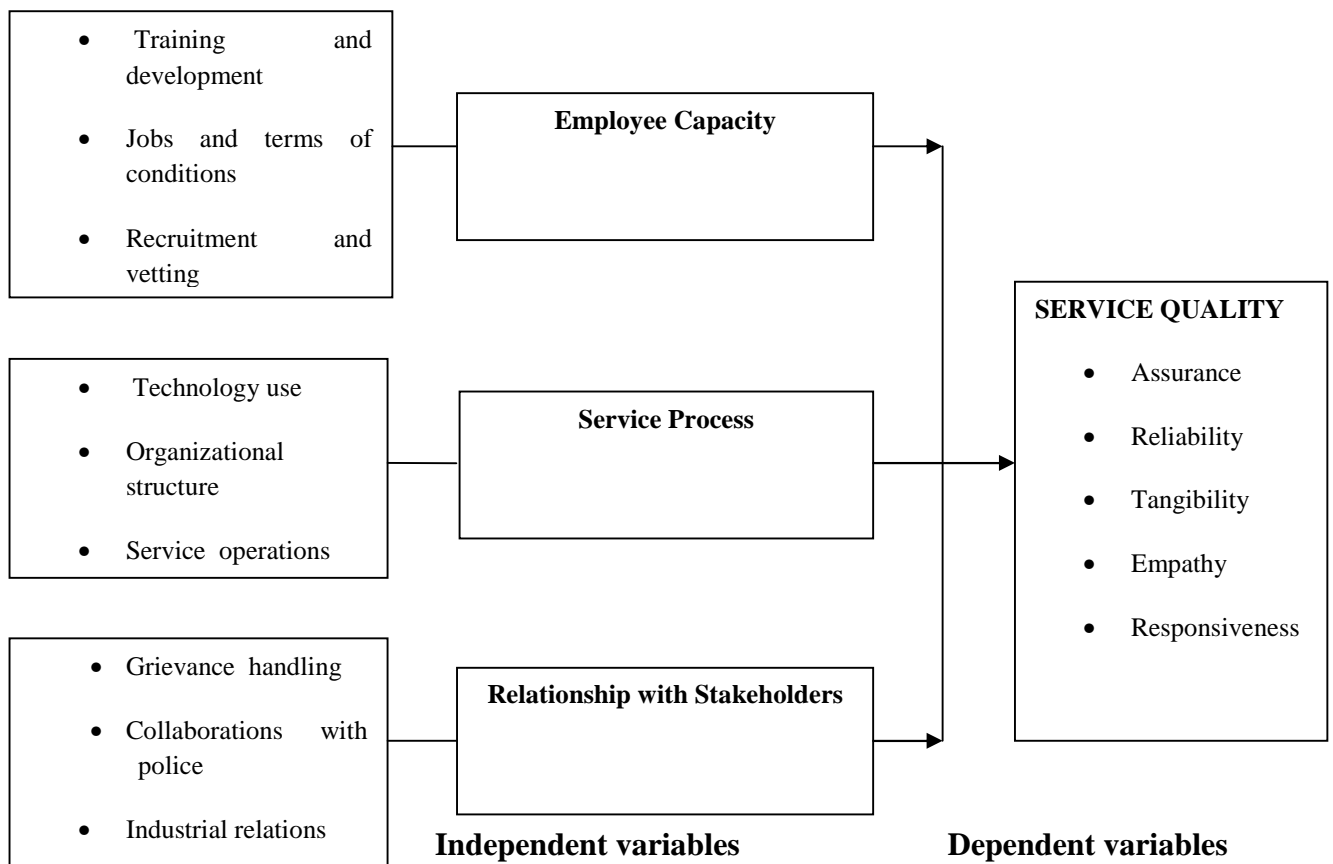 • Training and
development
• Jobs and terms of
conditions
• Recruitment and
vetting
Employee Capacity
• Technology use
• Organizational
structure
• Service operations
Service Process
• Grievance handling
• Collaborations with
police
• Industrial relations
Relationship with Stakeholders
SERVICE QUALITY
• Assurance
• Reliability
• Tangibility
• Empathy
• Responsiveness
Independent variables
Dependent variables